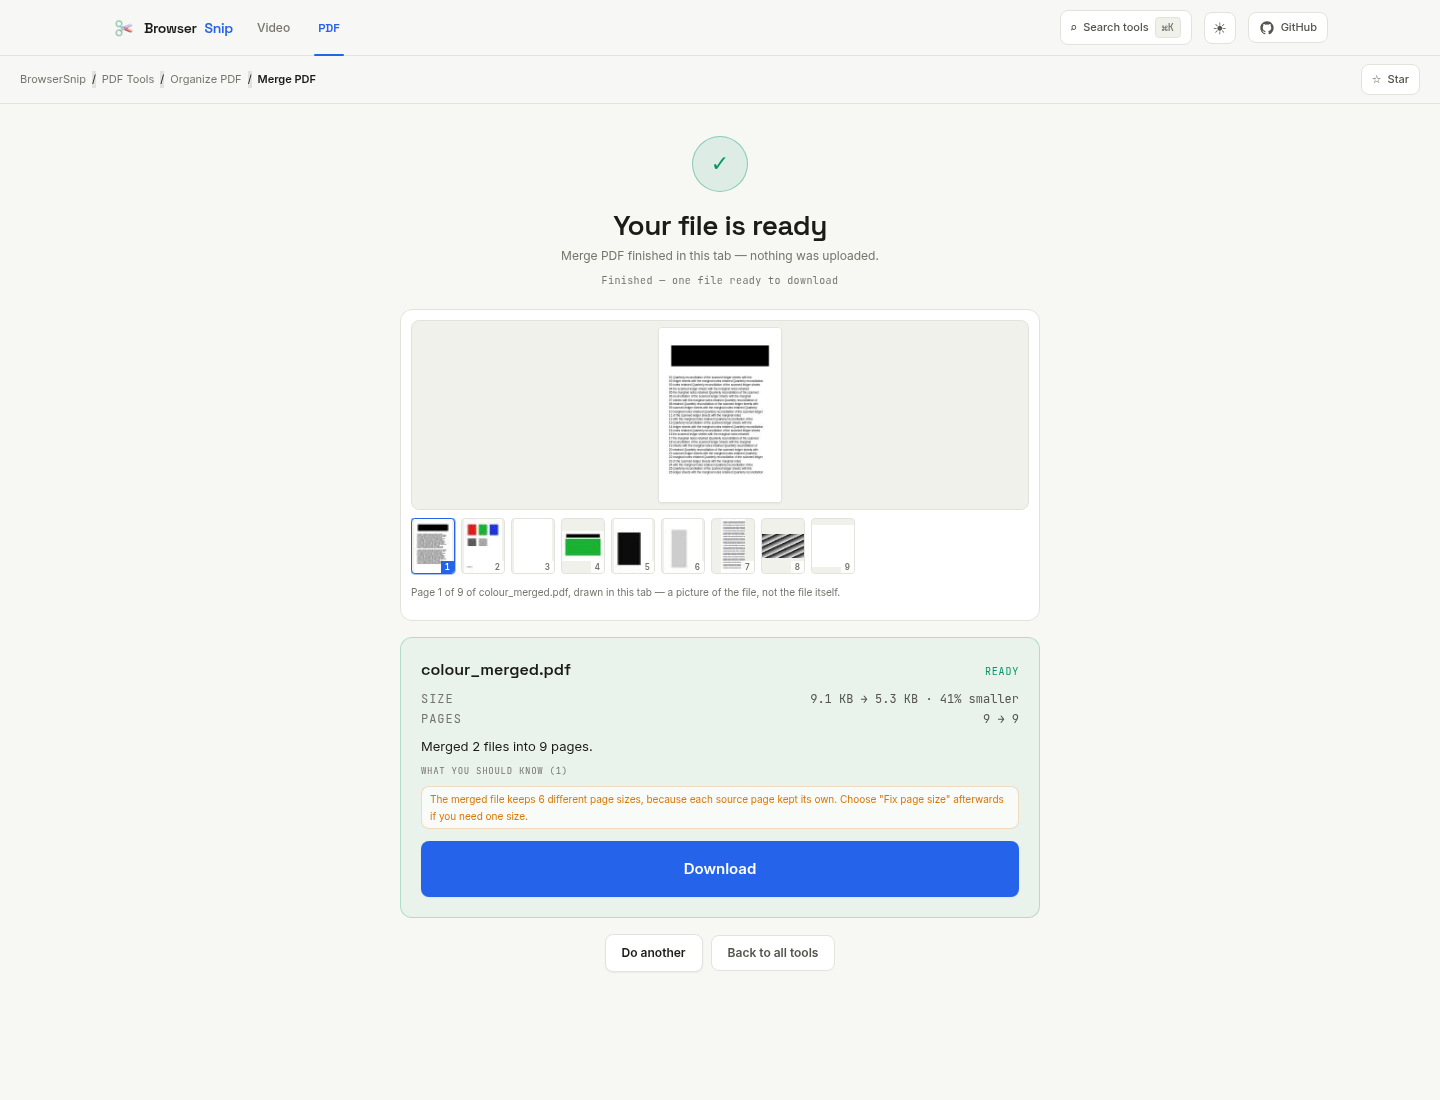 Browser Snip
Video
PDF
Search tools ⌘K
GitHub
BrowserSnip / PDF Tools / Organize PDF / Merge PDF
☆ Star
✓
Your file is ready
Merge PDF finished in this tab — nothing was uploaded.
Finished — one file ready to download
1
2
3
4
5
6
7
8
9
Page 1 of 9 of colour_merged.pdf, drawn in this tab — a picture of the file, not the file itself.
colour_merged.pdf
READY
SIZE
9.1 KB → 5.3 KB · 41% smaller
PAGES
9 → 9
Merged 2 files into 9 pages.
WHAT YOU SHOULD KNOW (1)
The merged file keeps 6 different page sizes, because each source page kept its own. Choose "Fix page size" afterwards
if you need one size.
Download
Do another
Back to all tools